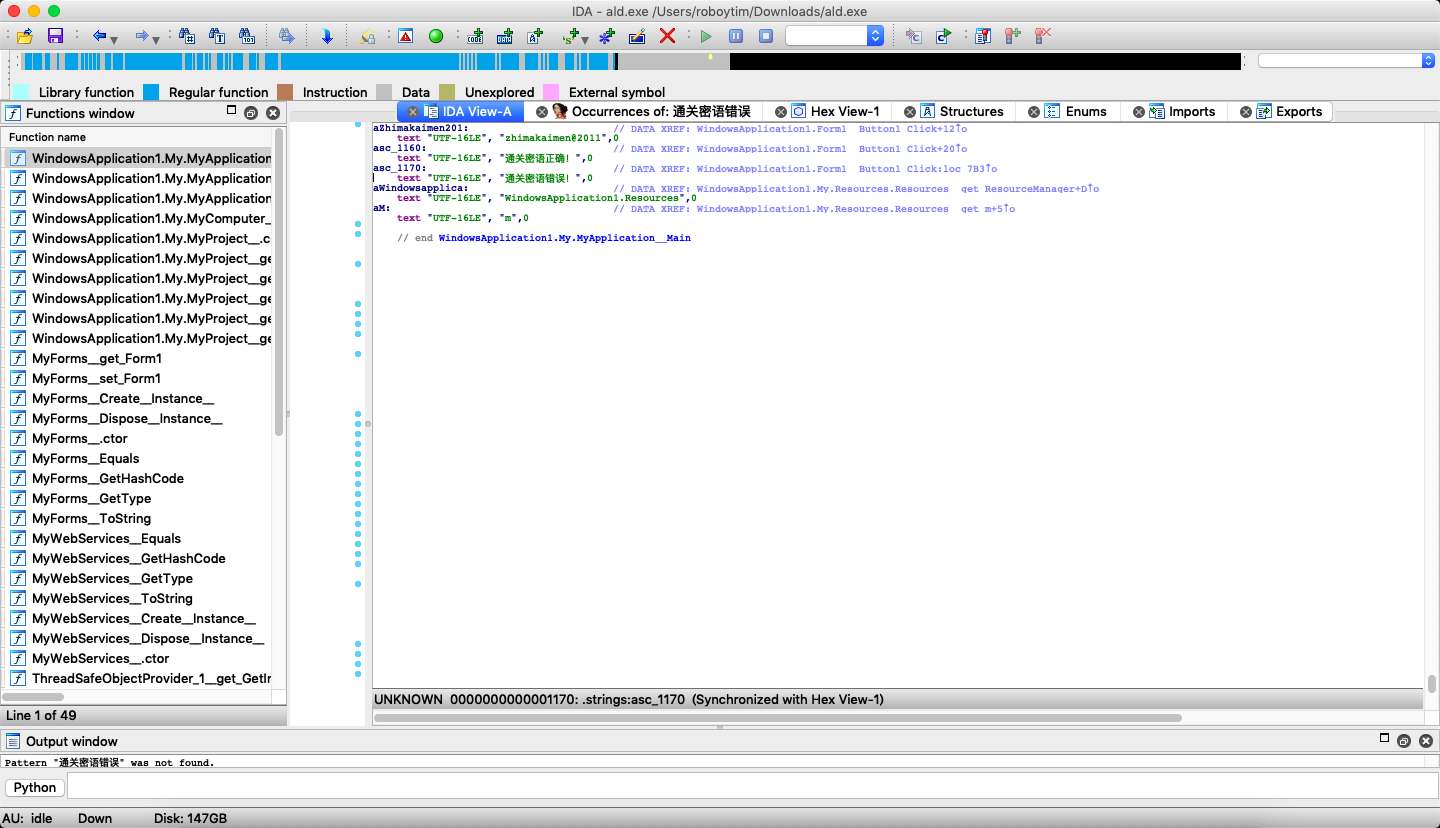 IDA - ald.exe /Users/roboytim/Downloads/ald.exe
Library function Regular function Instruction Data Unexplored External symbol
Functions window
IDA View-A Occurrences of: 通关密语错误 Hex View-1 Structures Enums Imports Exports
Function name
WindowsApplication1.My.MyApplication
WindowsApplication1.My.MyApplication
WindowsApplication1.My.MyApplication
WindowsApplication1.My.MyComputer_
WindowsApplication1.My.MyProject__.c
WindowsApplication1.My.MyProject__ge
WindowsApplication1.My.MyProject__ge
WindowsApplication1.My.MyProject__ge
WindowsApplication1.My.MyProject__ge
WindowsApplication1.My.MyProject__ge
MyForms__get_Form1
MyForms__set_Form1
MyForms__Create__Instance__
MyForms__Dispose__Instance__
MyForms__.ctor
MyForms__Equals
MyForms__GetHashCode
MyForms__GetType
MyForms__ToString
MyWebServices__Equals
MyWebServices__GetHashCode
MyWebServices__GetType
MyWebServices__ToString
MyWebServices__Create__Instance__
MyWebServices__Dispose__Instance__
MyWebServices__.ctor
ThreadSafeObjectProvider_1__get_GetIn
Line 1 of 49
aZhimakaimen201: // DATA XREF: WindowsApplication1.Form1  Button1 Click+12↑o
text "UTF-16LE", "zhimakaimen@2011",0
asc_1160: // DATA XREF: WindowsApplication1.Form1  Button1 Click+20↑o
text "UTF-16LE", "通关密语正确！",0
asc_1170: // DATA XREF: WindowsApplication1.Form1  Button1 Click:loc 7B3↑o
text "UTF-16LE", "通关密语错误！",0
aWindowsapplica: // DATA XREF: WindowsApplication1.My.Resources.Resources  get ResourceManager+D↑o
text "UTF-16LE", "WindowsApplication1.Resources",0
aM: // DATA XREF: WindowsApplication1.My.Resources.Resources  get m+5↑o
text "UTF-16LE", "m",0
// end WindowsApplication1.My.MyApplication__Main
UNKNOWN 0000000000001170: .strings:asc_1170 (Synchronized with Hex View-1)
Output window
Pattern "通关密语错误" was not found.
Python
AU: idle Down Disk: 147GB